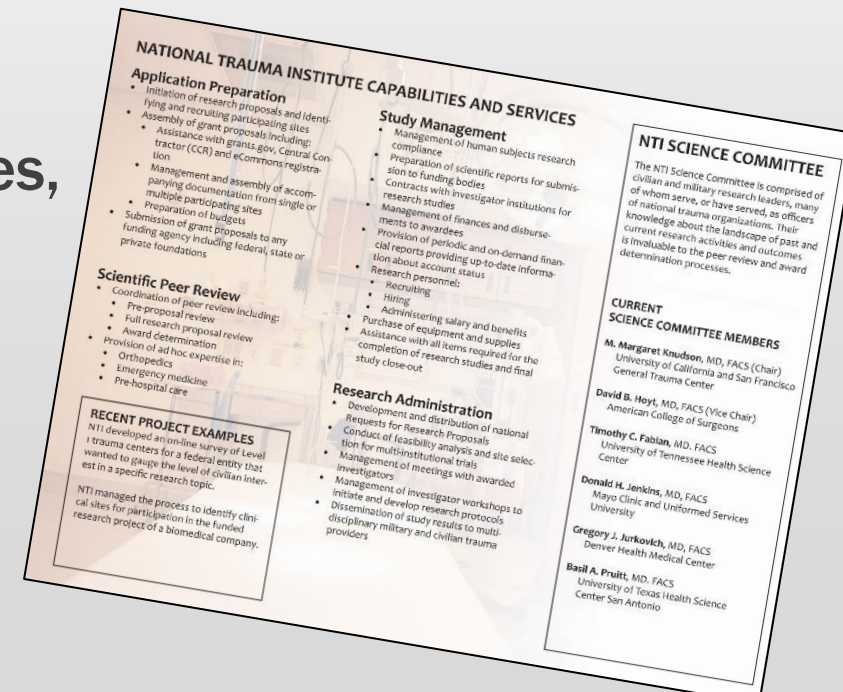 es,
NATIONAL TRAUMA INSTITUTE CAPABILITIES AND SERVICES
Application Preparation
• Initiation of research proposals and identi-
fying and recruiting participating sites
• Assembly of grant proposals including:
• Assistance with grants.gov, Central Con-
tractor (CCR) and eCommons registra-
tion
• Management and assembly of accom-
panying documentation from single or
multiple participating sites
• Preparation of budgets
• Submission of grant proposals to any
funding agency including federal, state or
private foundations
Scientific Peer Review
• Coordination of peer review including:
• Pre-proposal review
• Full research proposal review
• Award determination
• Provision of ad hoc expertise in:
• Orthopedics
• Emergency medicine
• Pre-hospital care
RECENT PROJECT EXAMPLES
NTI developed an on-line survey of Level
I trauma centers for a federal entity that
wanted to gauge the level of civilian inter-
est in a specific research topic.
NTI managed the process to identify clini-
cal sites for participation in the funded
research project of a biomedical company.
Study Management
• Management of human subjects research
compliance
• Preparation of scientific reports for submis-
sion to funding bodies
• Contracts with investigator institutions for
research studies
• Management of finances and disburse-
ments to awardees
• Provision of periodic and on-demand finan-
cial reports providing up-to-date informa-
tion about account status
• Research personnel:
• Recruiting
• Hiring
• Administering salary and benefits
• Purchase of equipment and supplies
• Assistance with all items required for the
completion of research studies and final
study close-out
Research Administration
• Development and distribution of national
Requests for Research Proposals
• Conduct of feasibility analysis and site selec-
tion for multi-institutional trials
• Management of meetings with awarded
investigators
• Management of investigator workshops to
initiate and develop research protocols
• Dissemination of study results to multi-
disciplinary military and civilian trauma
providers
NTI SCIENCE COMMITTEE
The NTI Science Committee is comprised of
civilian and military research leaders, many
of whom serve, or have served, as officers
of national trauma organizations. Their
knowledge about the landscape of past and
current research activities and outcomes
is invaluable to the peer review and award
determination processes.
CURRENT
SCIENCE COMMITTEE MEMBERS
M. Margaret Knudson, MD, FACS (Chair)
University of California and San Francisco
General Trauma Center
David B. Hoyt, MD, FACS (Vice Chair)
American College of Surgeons
Timothy C. Fabian, MD. FACS
University of Tennessee Health Science
Center
Donald H. Jenkins, MD, FACS
Mayo Clinic and Uniformed Services
University
Gregory J. Jurkovich, MD, FACS
Denver Health Medical Center
Basil A. Pruitt, MD. FACS
University of Texas Health Science
Center San Antonio